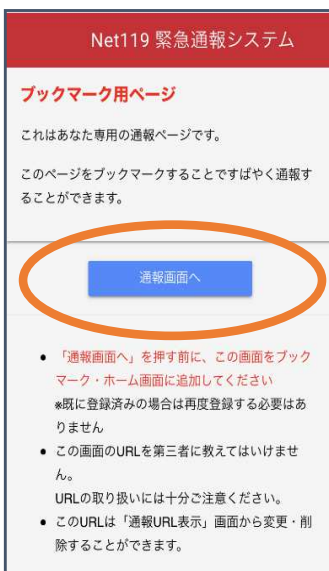 Net119 緊急通報システム
ブックマーク用ページ
これはあなた専用の通報ページです。
このページをブックマークすることですばやく通報す
ることができます。
通報画面へ
● 「通報画面へ」を押す前に、この画面をブック
マーク・ホーム画面に追加してください
※既に登録済みの場合は再度登録する必要はあ
りません
● この画面のURLを第三者に教えてはいけませ
ん。
URLの取り扱いには十分ご注意ください。
● このURLは「通報URL表示」画面から変更・削
除することができます。